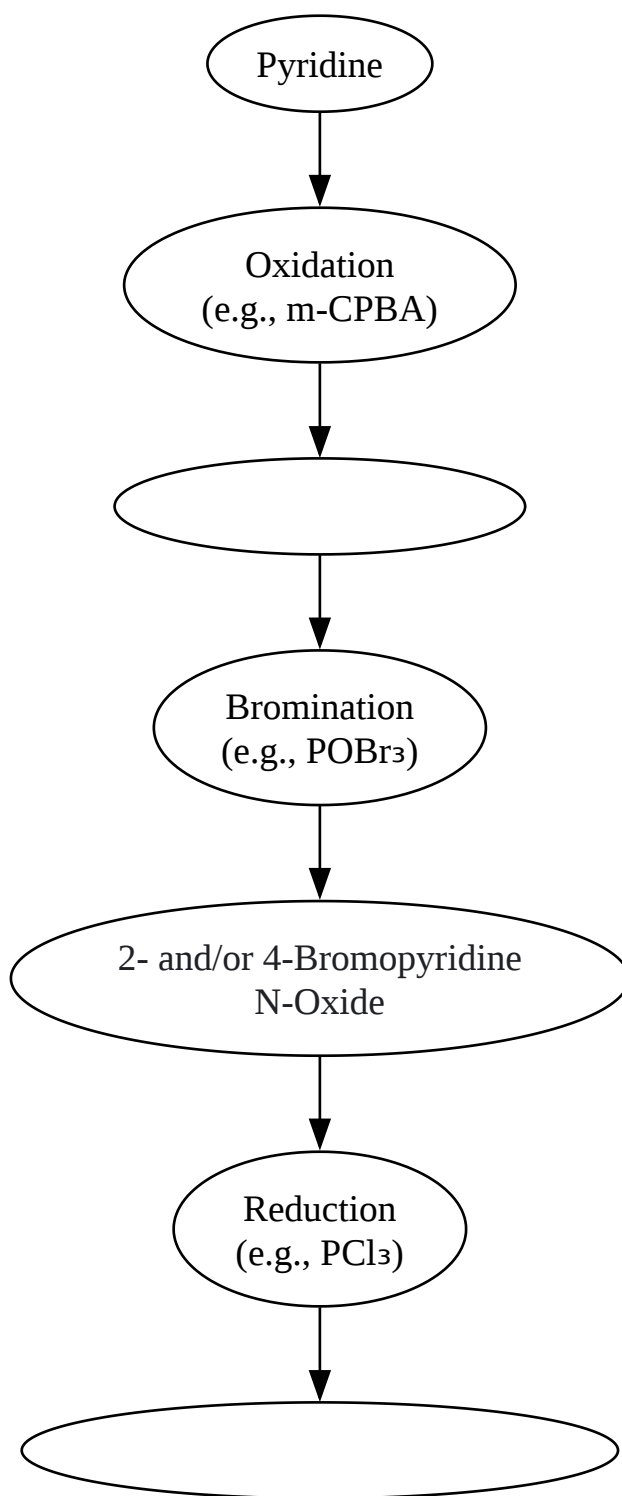 Pyridine
Oxidation
(e.g., m-CPBA)
Bromination
(e.g., POBr₃)
2- and/or 4-Bromopyridine
N-Oxide
Reduction
(e.g., PCl₃)